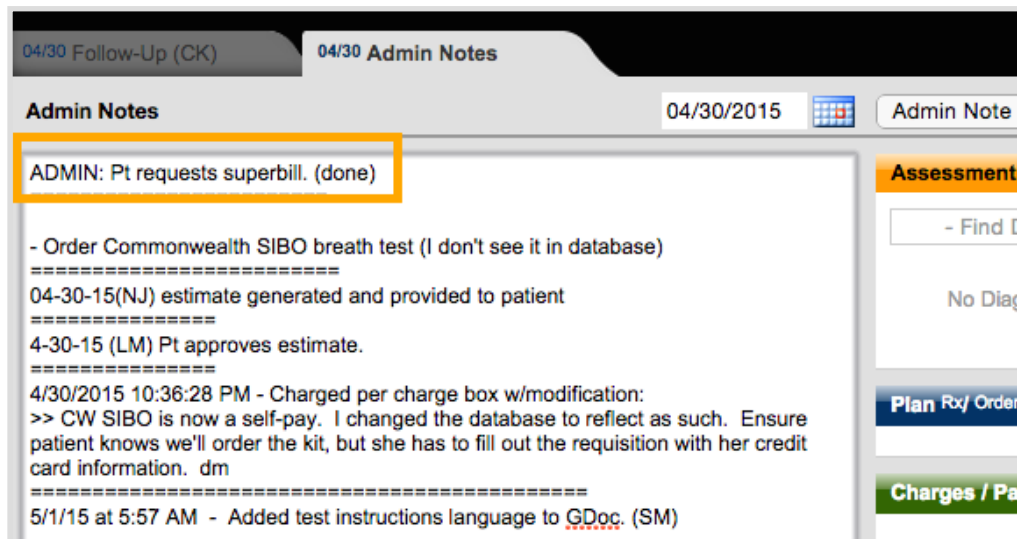 04/30 Follow-Up (CK)
04/30 Admin Notes
Admin Notes
04/30/2015
Admin Note
ADMIN: Pt requests superbill. (done)
=========================
- Order Commonwealth SIBO breath test (I don't see it in database)
==========================
04-30-15(NJ) estimate generated and provided to patient
===============
4-30-15 (LM) Pt approves estimate.
===============
4/30/2015 10:36:28 PM - Charged per charge box w/modification:
>> CW SIBO is now a self-pay.  I changed the database to reflect as such.  Ensure
patient knows we'll order the kit, but she has to fill out the requisition with her credit
card information.  dm
===============================================
5/1/15 at 5:57 AM  -  Added test instructions language to GDoc. (SM)
Assessment
- Find
No
Plan Rx/ Order
Charges /